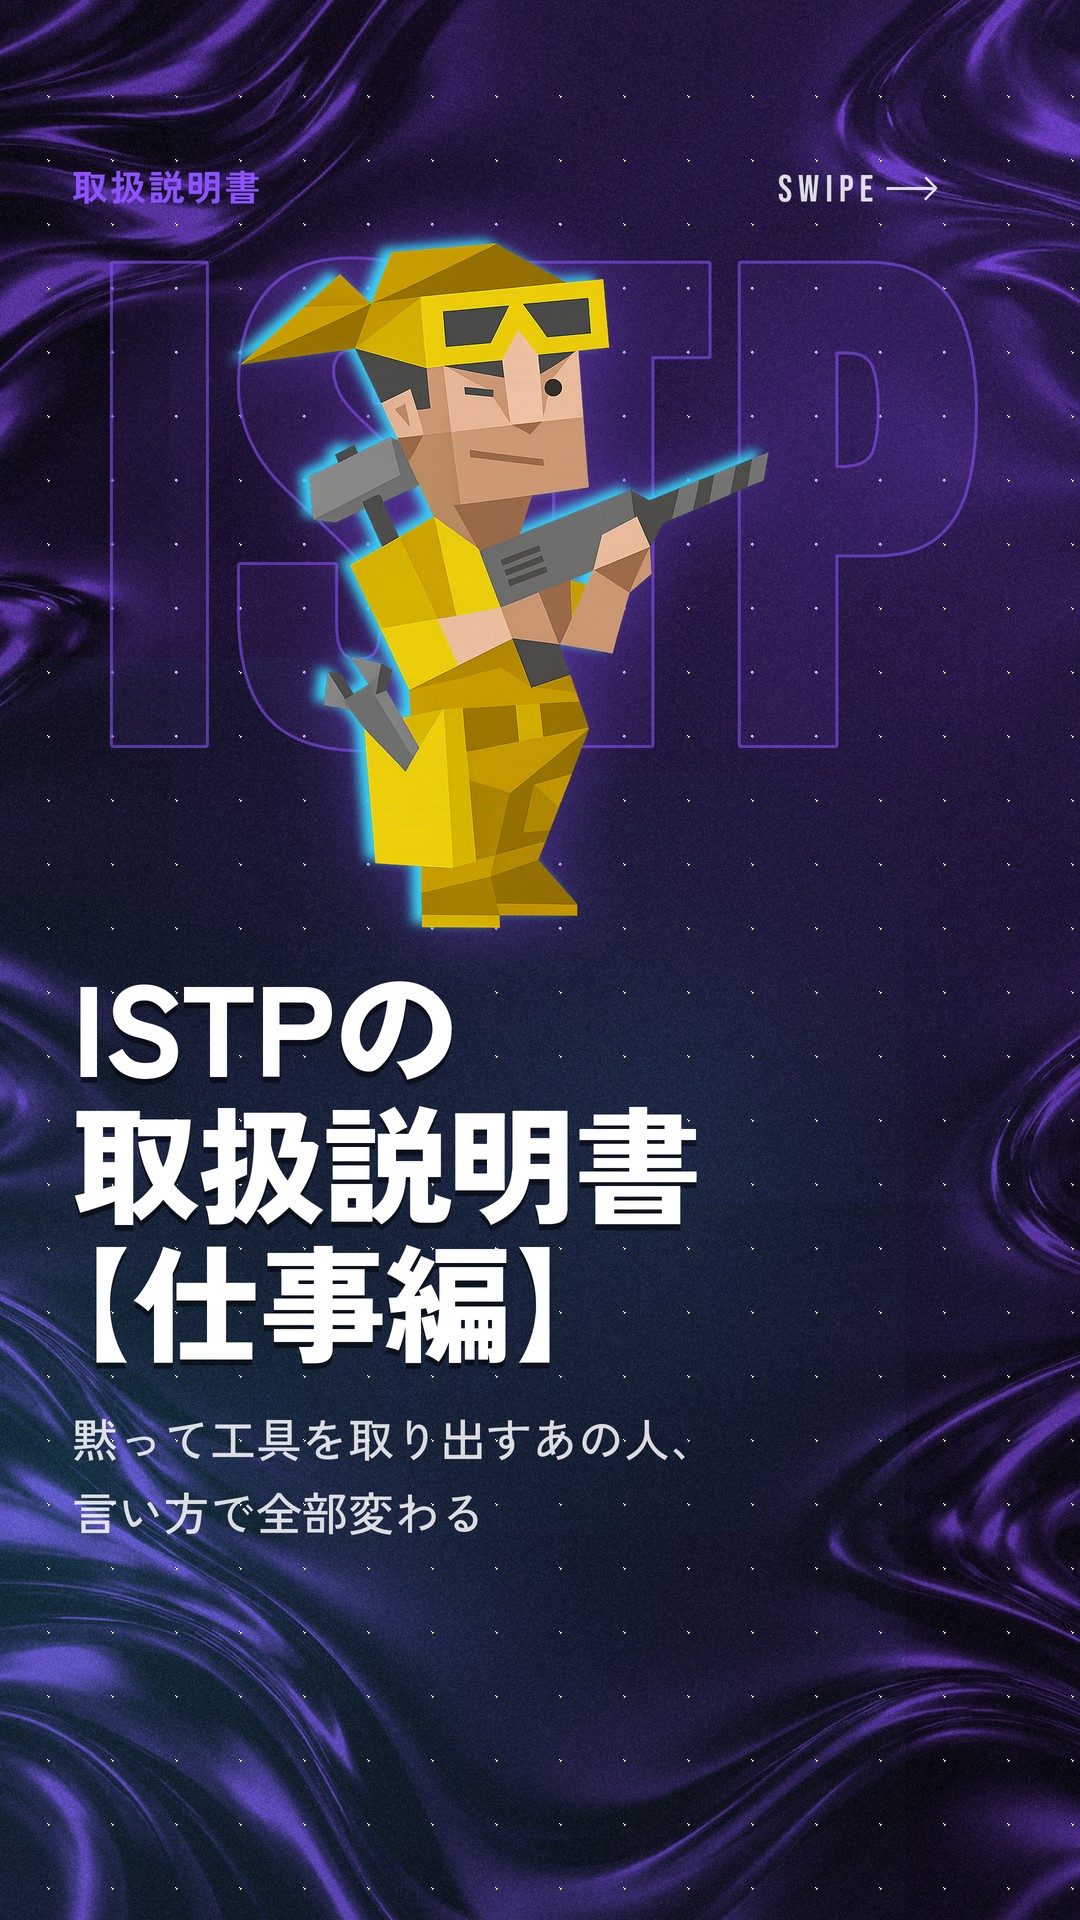 取扱説明書
SWIPE →
ISTP
ISTPの
取扱説明書
【仕事編】
黙って工具を取り出すあの人、
言い方で全部変わる